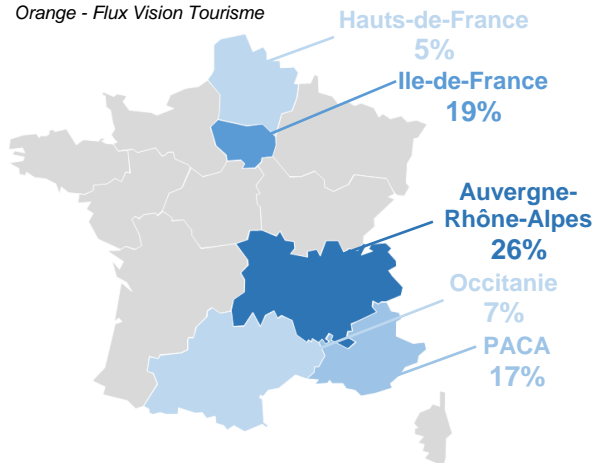 Orange - Flux Vision Tourisme
Hauts-de-France
5%
Ile-de-France
19%
Auvergne-
Rhône-Alpes
26%
Occitanie
7%
PACA
17%